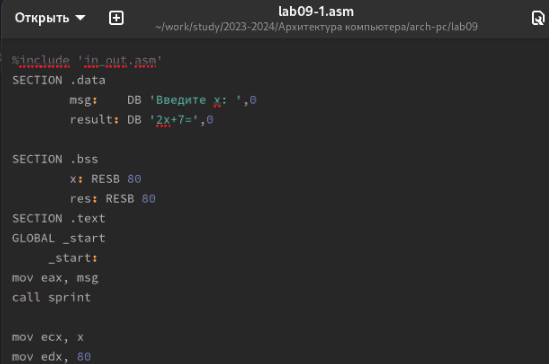 Открыть
lab09-1.asm
~/work/study/2023-2024/Архитектура компьютера/arch-pc/lab09
%include 'in_out.asm'
SECTION .data
msg: DB 'Введите x: ',0
result: DB '2x+7=',0
SECTION .bss
x: RESB 80
res: RESB 80
SECTION .text
GLOBAL _start
_start:
mov eax, msg
call sprint
mov ecx, x
mov edx, 80